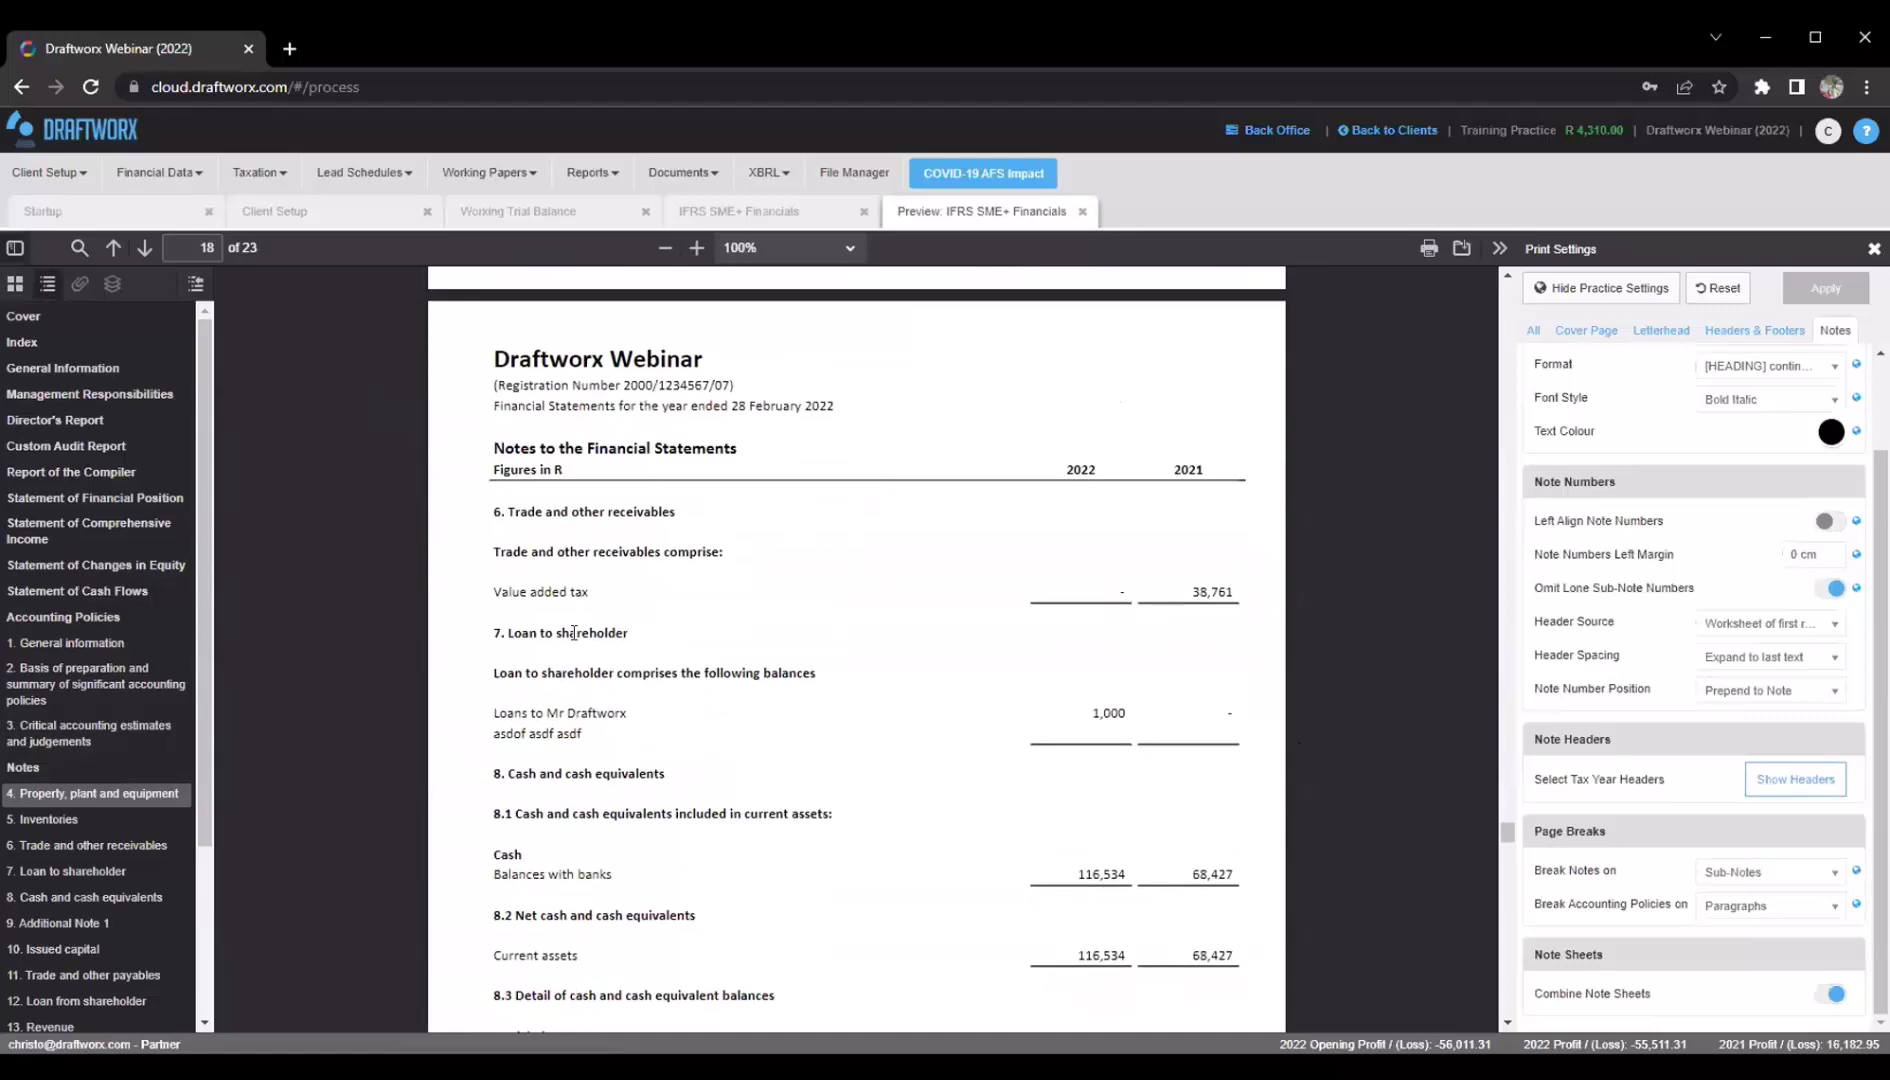 Draftworx Webinar (2022)
cloud.draftworx.com/#/process
DRAFTWORX
Back Office | Back to Clients | Training Practice R 4,310.00 | Draftworx Webinar (2022) | C ?
Client Setup Financial Data Taxation Lead Schedules Working Papers Reports Documents XBRL File Manager COVID-19 AFS Impact
Startup Client Setup Working Trial Balance IFRS SME+ Financials Preview: IFRS SME+ Financials
18 of 23 100% Print Settings
Hide Practice Settings Reset Apply
All Cover Page Letterhead Headers & Footers Notes
Cover
Index
General Information
Management Responsibilities
Director's Report
Custom Audit Report
Report of the Compiler
Statement of Financial Position
Statement of Comprehensive
Income
Statement of Changes in Equity
Statement of Cash Flows
Accounting Policies
1. General information
2. Basis of preparation and
summary of significant accounting
policies
3. Critical accounting estimates
and judgements
Notes
4. Property, plant and equipment
5. Inventories
6. Trade and other receivables
7. Loan to shareholder
8. Cash and cash equivalents
9. Additional Note 1
10. Issued capital
11. Trade and other payables
12. Loan from shareholder
13. Revenue
Draftworx Webinar
(Registration Number 2000/1234567/07)
Financial Statements for the year ended 28 February 2022
Notes to the Financial Statements
Figures in R 2022 2021
6. Trade and other receivables
Trade and other receivables comprise:
Value added tax - 38,761
7. Loan to shareholder
Loan to shareholder comprises the following balances
Loans to Mr Draftworx 1,000 -
asdof asdf asdf
8. Cash and cash equivalents
8.1 Cash and cash equivalents included in current assets:
Cash
Balances with banks 116,534 68,427
8.2 Net cash and cash equivalents
Current assets 116,534 68,427
8.3 Detail of cash and cash equivalent balances
Format [HEADING] contin...
Font Style Bold Italic
Text Colour
Note Numbers
Left Align Note Numbers
Note Numbers Left Margin 0 cm
Omit Lone Sub-Note Numbers
Header Source Worksheet of first r...
Header Spacing Expand to last text
Note Number Position Prepend to Note
Note Headers
Select Tax Year Headers Show Headers
Page Breaks
Break Notes on Sub-Notes
Break Accounting Policies on Paragraphs
Note Sheets
Combine Note Sheets
christo@draftworx.com - Partner 2022 Opening Profit / (Loss): -56,011.31 2022 Profit / (Loss): -55,511.31 2021 Profit / (Loss): 16,182.95